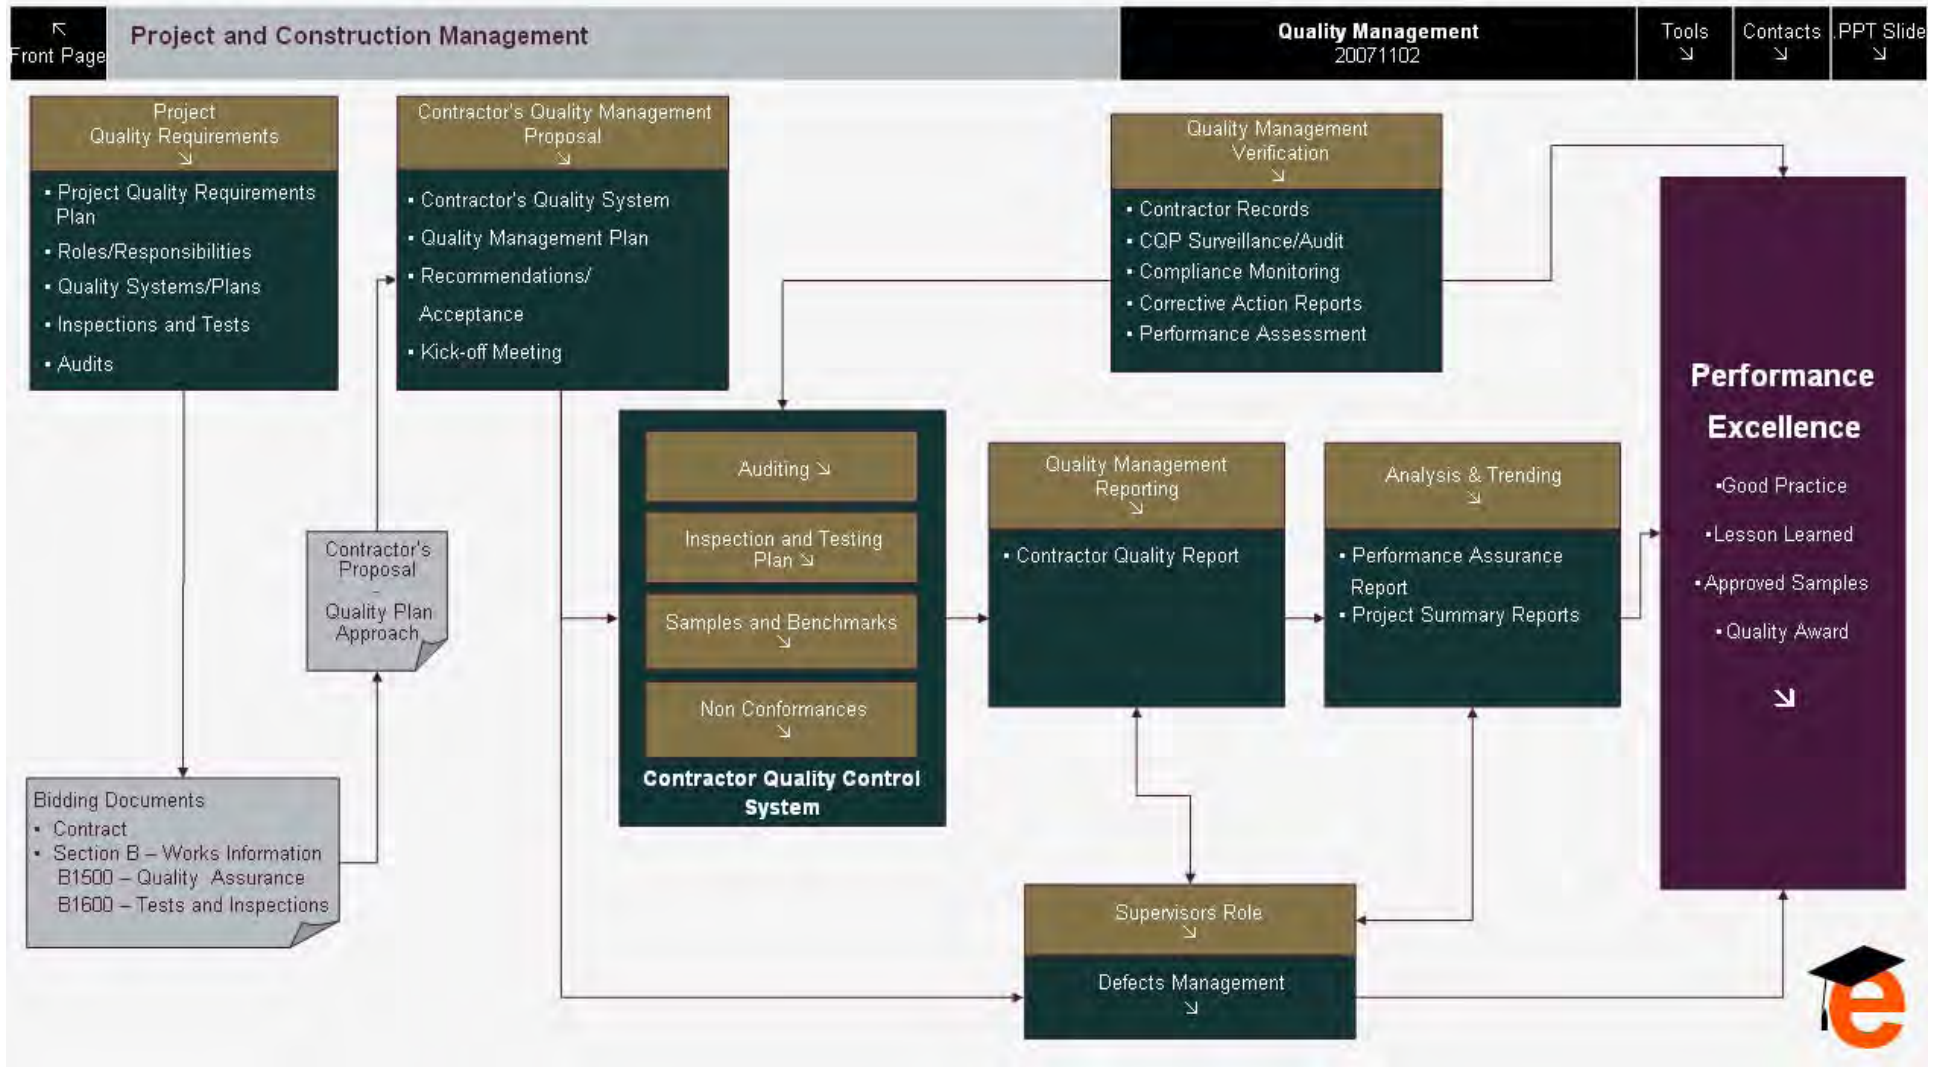 Front Page
Project and Construction Management
Quality Management
20071102
Tools
Contacts
.PPT Slide
Project
Quality Requirements
▪ Project Quality Requirements
Plan
▪ Roles/Responsibilities
▪ Quality Systems/Plans
▪ Inspections and Tests
▪ Audits
Contractor's Quality Management
Proposal
▪ Contractor's Quality System
▪ Quality Management Plan
▪ Recommendations/
Acceptance
▪ Kick-off Meeting
Quality Management
Verification
▪ Contractor Records
▪ CQP Surveillance/Audit
▪ Compliance Monitoring
▪ Corrective Action Reports
▪ Performance Assessment
Auditing
Inspection and Testing
Plan
Samples and Benchmarks
Non Conformances
Contractor Quality Control
System
Quality Management
Reporting
▪ Contractor Quality Report
Analysis & Trending
▪ Performance Assurance
Report
▪ Project Summary Reports
Performance
Excellence
▪Good Practice
▪Lesson Learned
▪Approved Samples
▪Quality Award
Contractor's
Proposal
-
Quality Plan
Approach
Bidding Documents
▪ Contract
▪ Section B – Works Information
B1500 – Quality Assurance
B1600 – Tests and Inspections
Supervisors Role
Defects Management
e